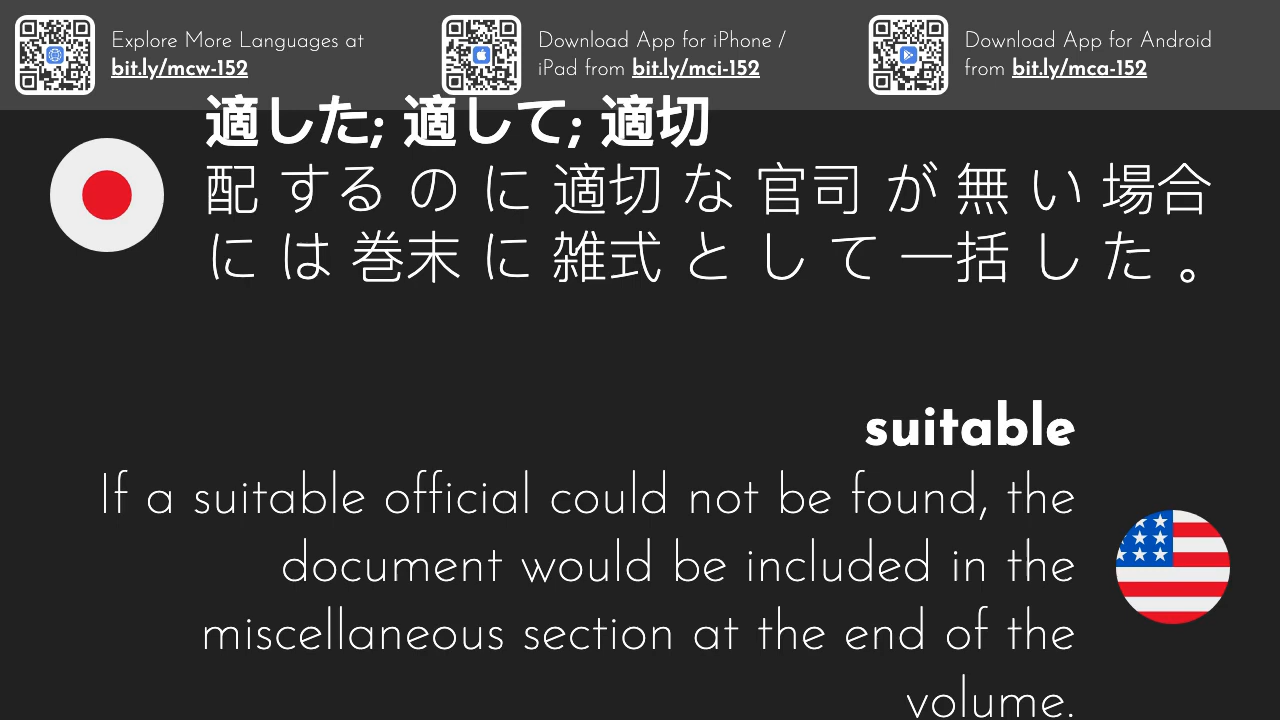 Explore More Languages at
bit.ly/mcw-152
Download App for iPhone /
iPad from bit.ly/mci-152
Download App for Android
from bit.ly/mca-152
適した; 適して; 適切
配 する の に 適切 な 官司 が 無 い 場合
に は 巻末 に 雑式 と し て 一括 し た 。
suitable
If a suitable official could not be found, the
document would be included in the
miscellaneous section at the end of the
volume.